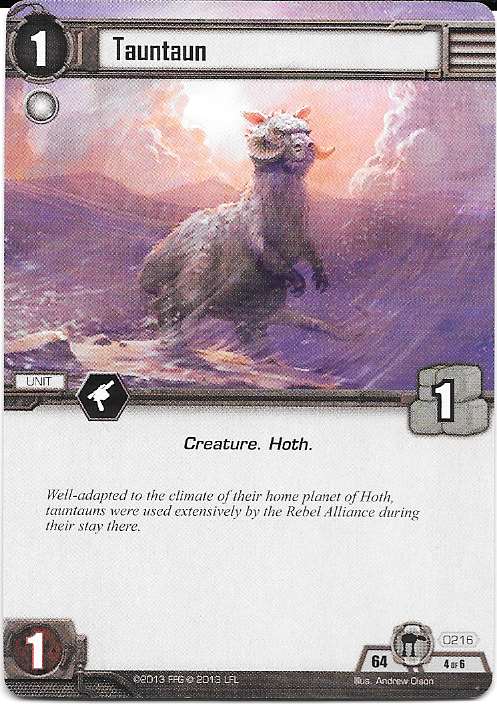 1
Tauntaun
UNIT
1
Creature. Hoth.
Well-adapted to the climate of their home planet of Hoth,
tauntauns were used extensively by the Rebel Alliance during
their stay there.
1
0216
64
4 OF 6
©2013 FFG © 2013 LFL
Illus. Andrew Olson